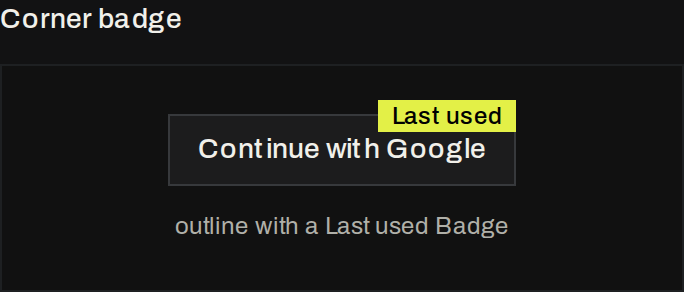 Corner badge
Last used
Continue with Google
outline with a Last used Badge